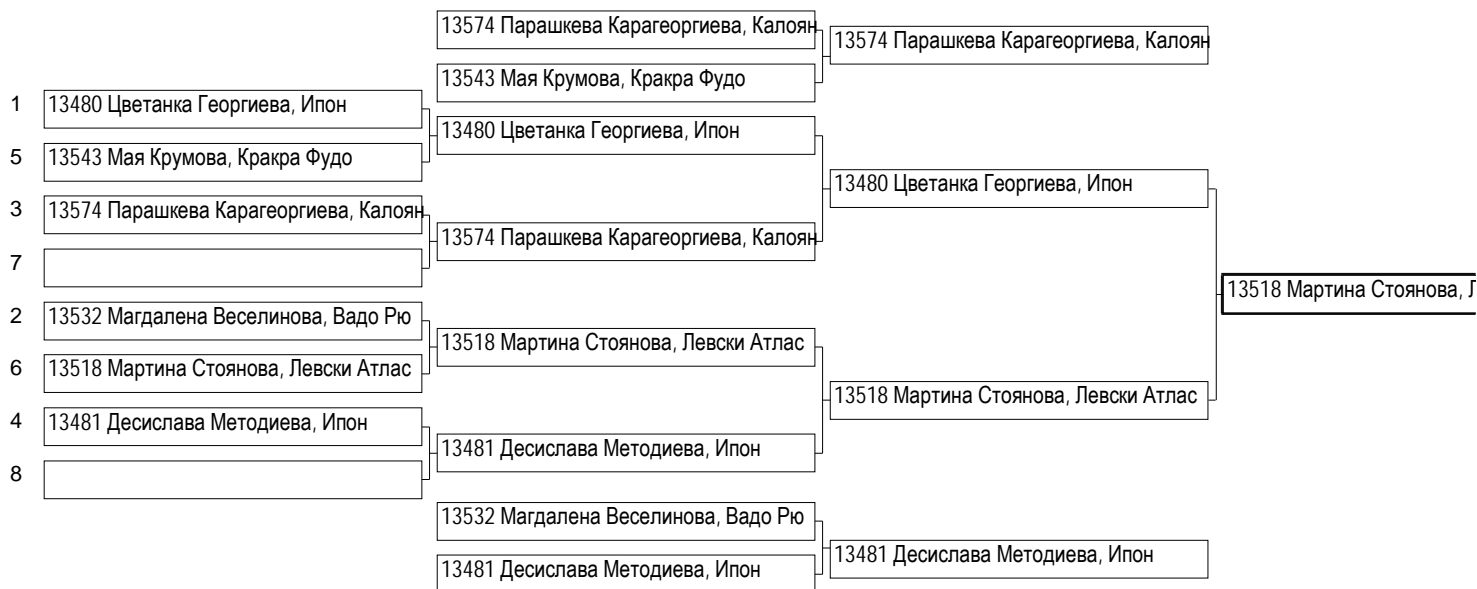 13574 Парашкева Карагеоргиева, Калоян
13574 Парашкева Карагеоргиева, Калоян
13543 Мая Крумова, Кракра Фудо
1 13480 Цветанка Георгиева, Ипон
13480 Цветанка Георгиева, Ипон
5 13543 Мая Крумова, Кракра Фудо
13480 Цветанка Георгиева, Ипон
3 13574 Парашкева Карагеоргиева, Калоян
13574 Парашкева Карагеоргиева, Калоян
7
13518 Мартина Стоянова,
2 13532 Магдалена Веселинова, Вадо Рю
13518 Мартина Стоянова, Левски Атлас
6 13518 Мартина Стоянова, Левски Атлас
13518 Мартина Стоянова, Левски Атлас
4 13481 Десислава Методиева, Ипон
13481 Десислава Методиева, Ипон
8
13532 Магдалена Веселинова, Вадо Рю
13481 Десислава Методиева, Ипон
13481 Десислава Методиева, Ипон